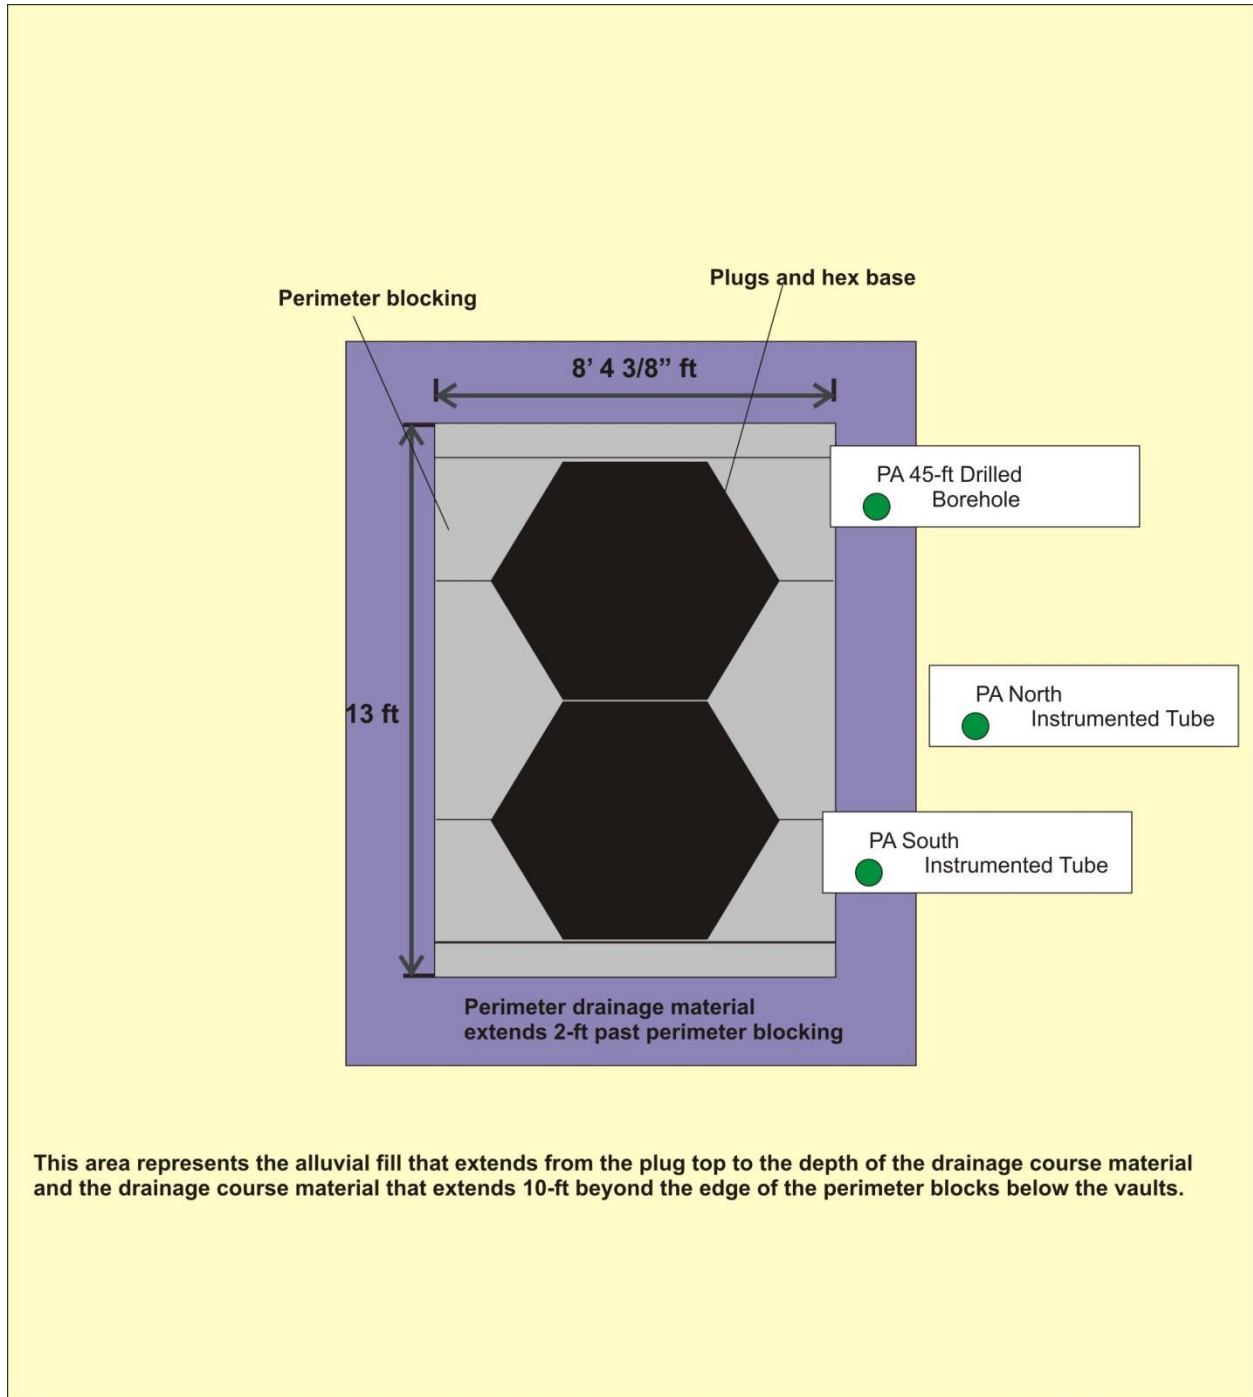 Plugs and hex base
Perimeter blocking
8’ 4 3/8” ft
PA 45-ft Drilled
Borehole
13 ft
PA North
Instrumented Tube
PA South
Instrumented Tube
Perimeter drainage material
extends 2-ft past perimeter blocking
This area represents the alluvial fill that extends from the plug top to the depth of the drainage course material
and the drainage course material that extends 10-ft beyond the edge of the perimeter blocks below the vaults.